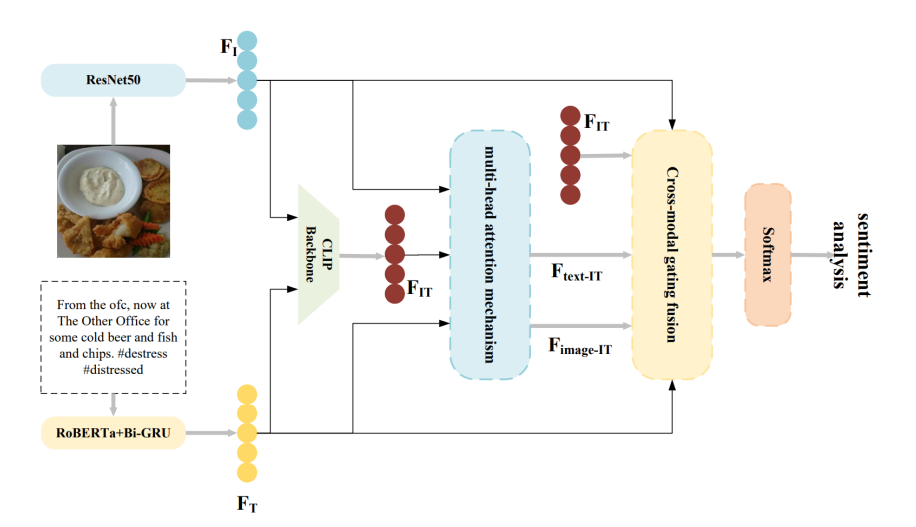 F_I
ResNet50
F_IT
multi-head attention mechanism
Cross-modal gating fusion
CLIP
Backbone
F_IT
Softmax
sentiment
analysis
F_text-IT
F_image-IT
From the ofc, now at
The Other Office for
some cold beer and fish
and chips. #destress
#distressed
RoBERTa+Bi-GRU
F_T